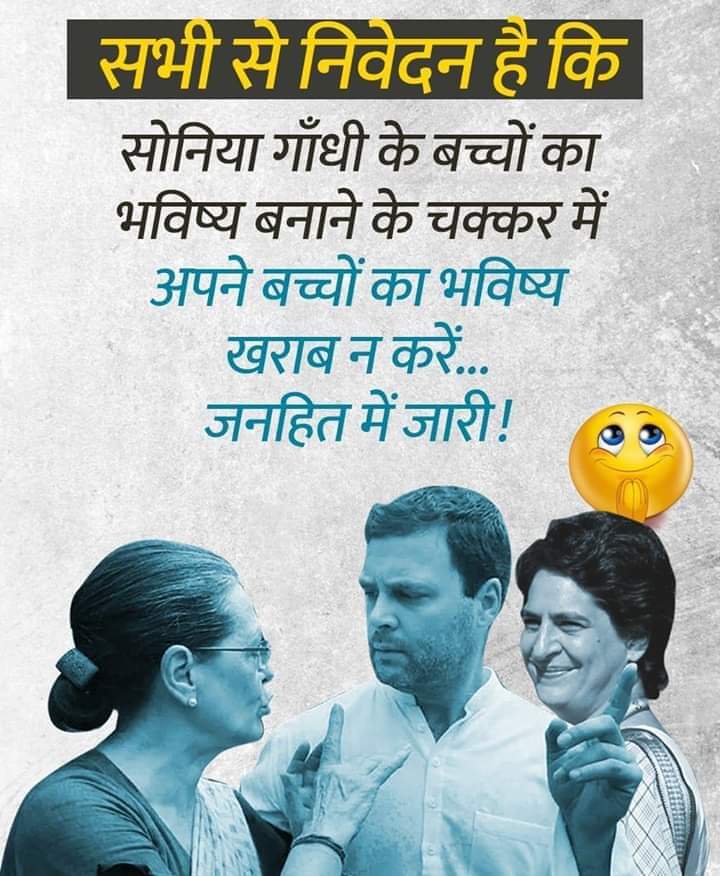 सभी से निवेदन है कि
सोनिया गाँधी के बच्चों का
भविष्य बनाने के चक्कर में
अपने बच्चों का भविष्य
खराब न करें...
जनहित में जारी!